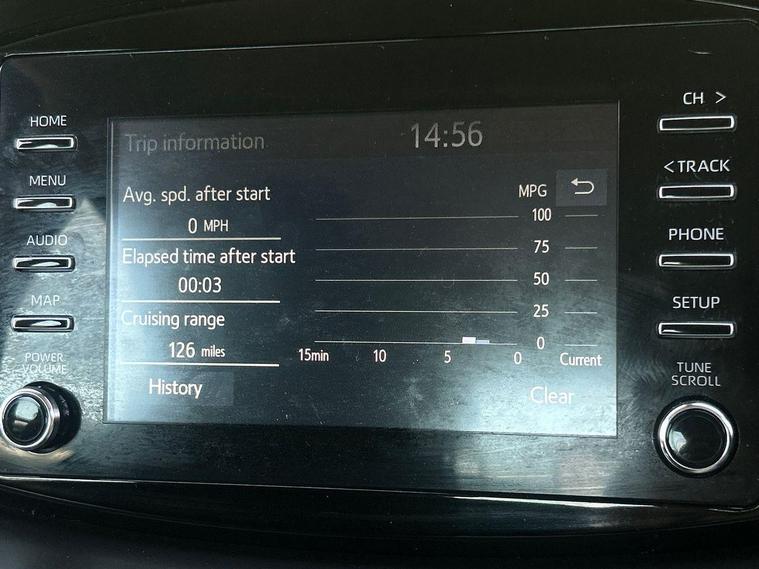 HOME
MENU
AUDIO
MAP
POWER
VOLUME
Trip information
14:56
Avg. spd. after start
0 MPH
Elapsed time after start
00:03
Cruising range
126 miles
History
MPG
100
75
50
25
0
15min 10 5 0 Current
Clear
CH >
< TRACK
PHONE
SETUP
TUNE
SCROLL